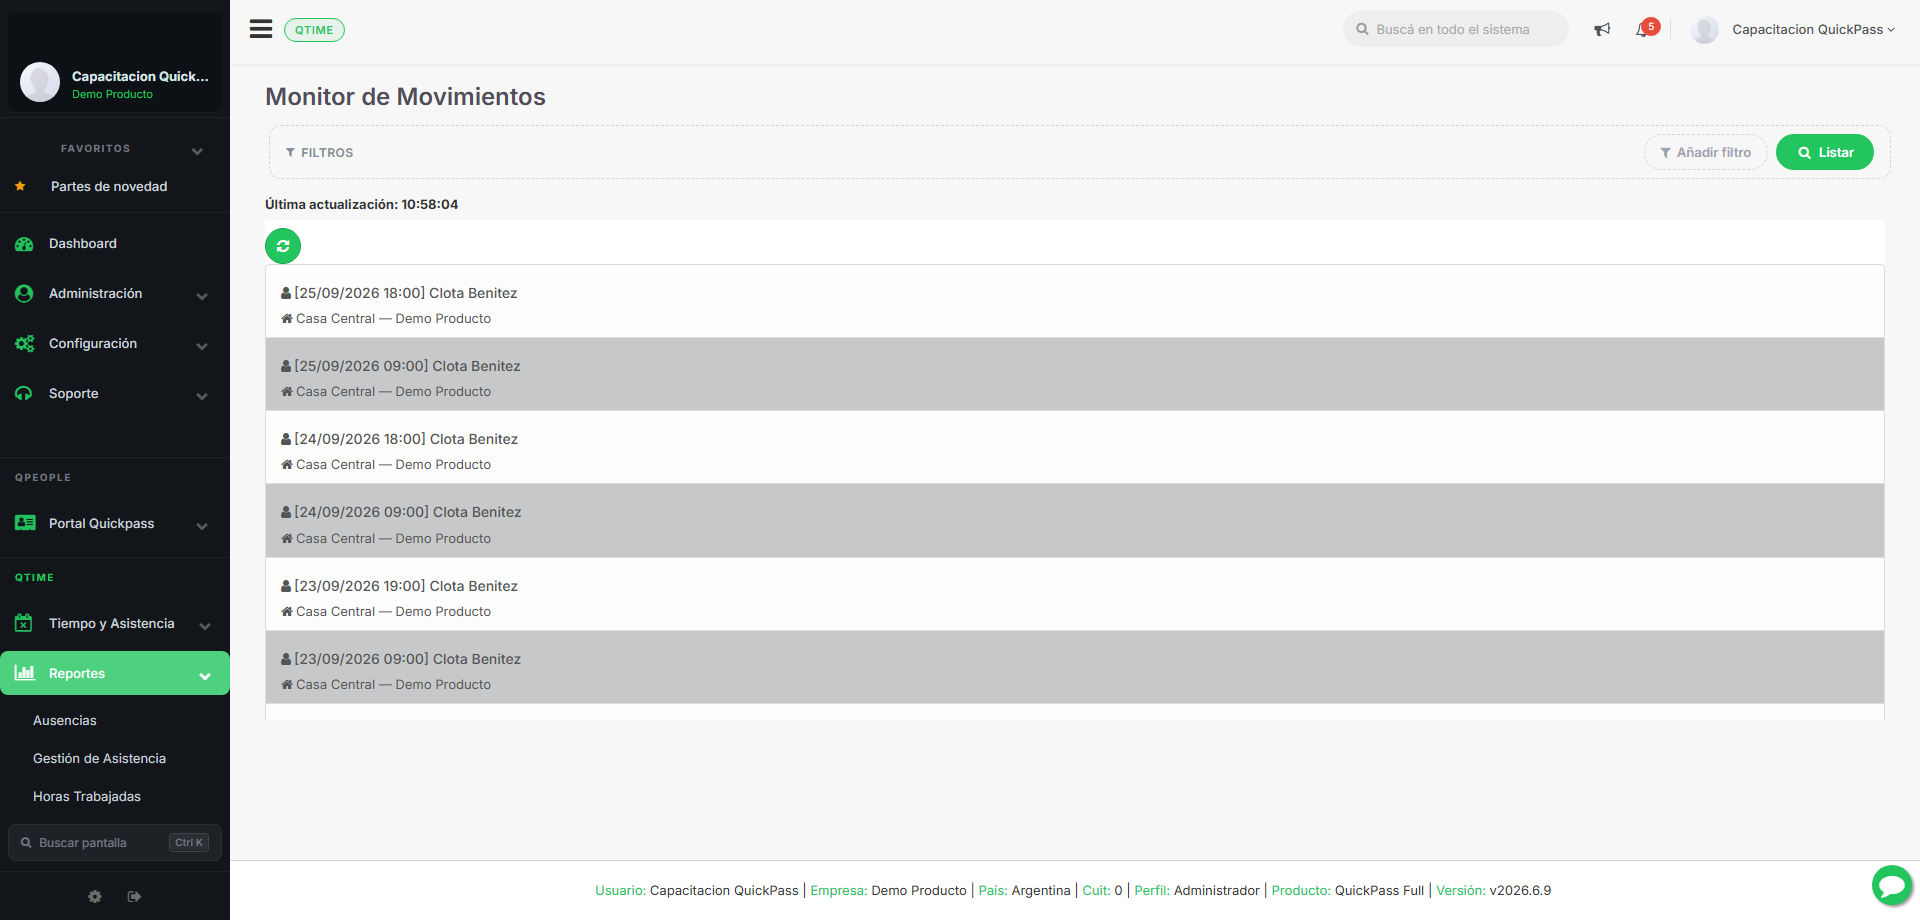 Capacitacion Quick...
Demo Producto
FAVORITOS
Partes de novedad
Dashboard
Administración
Configuración
Soporte
QPEOPLE
Portal Quickpass
QTIME
Tiempo y Asistencia
Reportes
Ausencias
Gestión de Asistencia
Horas Trabajadas
Buscar pantalla Ctrl K
QTIME
Buscá en todo el sistema
5
Capacitacion QuickPass
Monitor de Movimientos
FILTROS
Añadir filtro
Listar
Última actualización: 10:58:04
[25/09/2026 18:00] Clota Benitez
Casa Central — Demo Producto
[25/09/2026 09:00] Clota Benitez
Casa Central — Demo Producto
[24/09/2026 18:00] Clota Benitez
Casa Central — Demo Producto
[24/09/2026 09:00] Clota Benitez
Casa Central — Demo Producto
[23/09/2026 19:00] Clota Benitez
Casa Central — Demo Producto
[23/09/2026 09:00] Clota Benitez
Casa Central — Demo Producto
Usuario: Capacitacion QuickPass | Empresa: Demo Producto | País: Argentina | Cuit: 0 | Perfil: Administrador | Producto: QuickPass Full | Versión: v2026.6.9